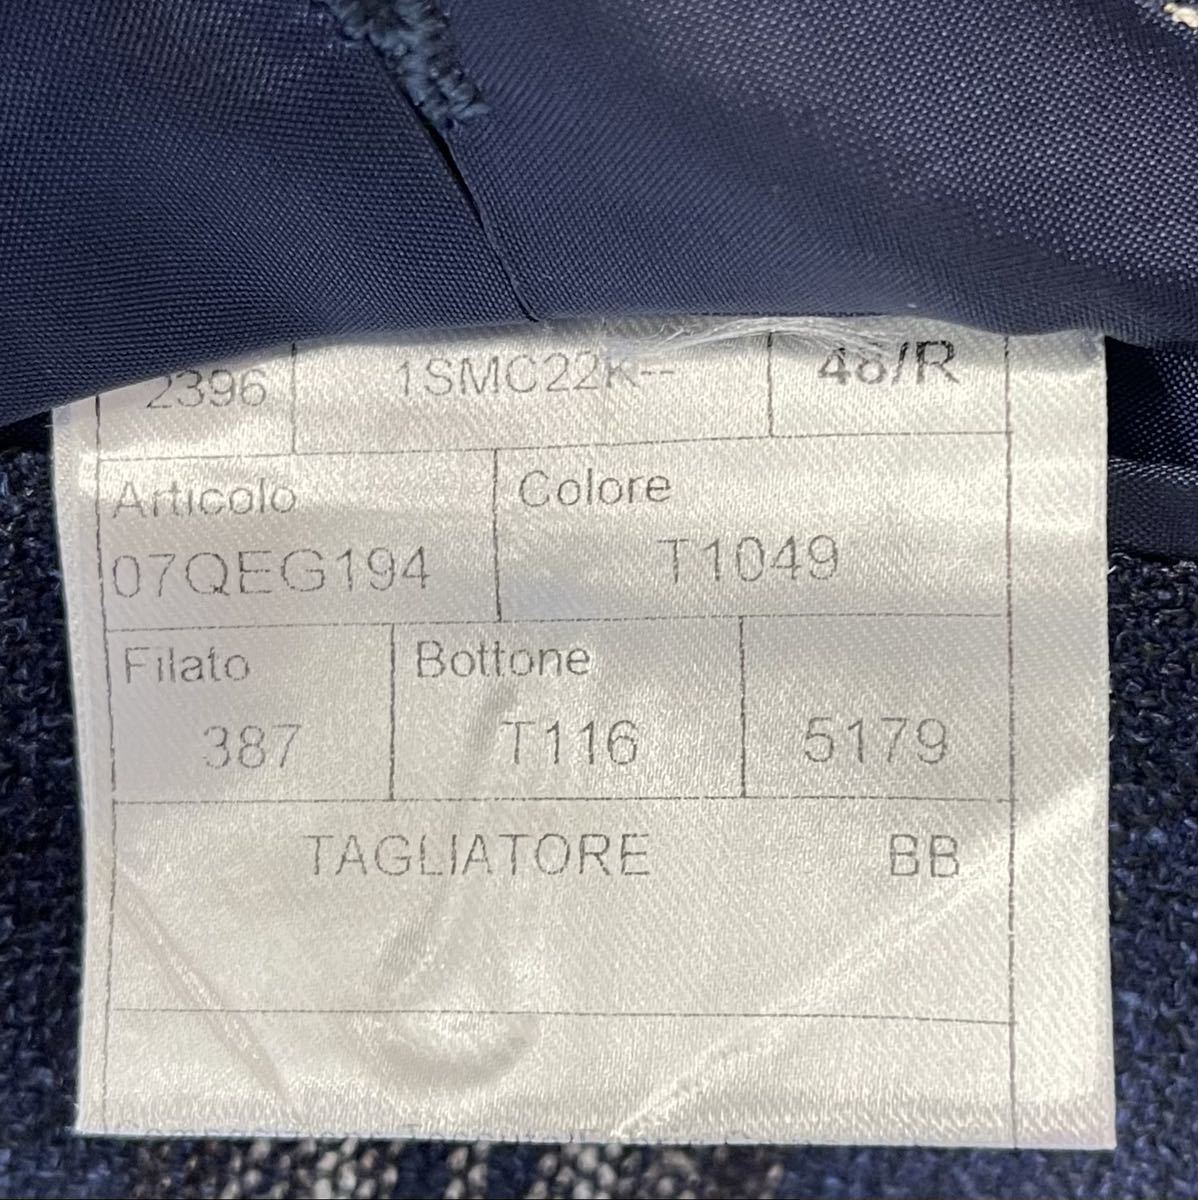 2396 1SMC22K-- 48/R
Articolo Colore
07QEG194 T1049
Filato Bottone
387 T116 5179
TAGLIATORE BB